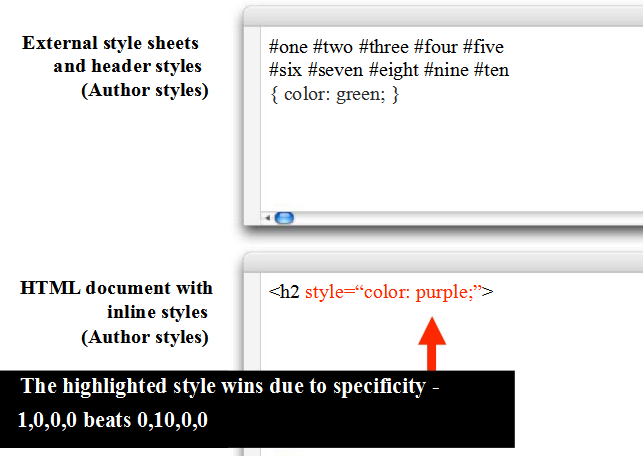 External style sheets
and header styles
(Author styles)
#one #two #three #four #five
#six #seven #eight #nine #ten
{ color: green; }
HTML document with
inline styles
(Author styles)
<h2 style=“color: purple;”>
The highlighted style wins due to specificity -
1,0,0,0 beats 0,10,0,0